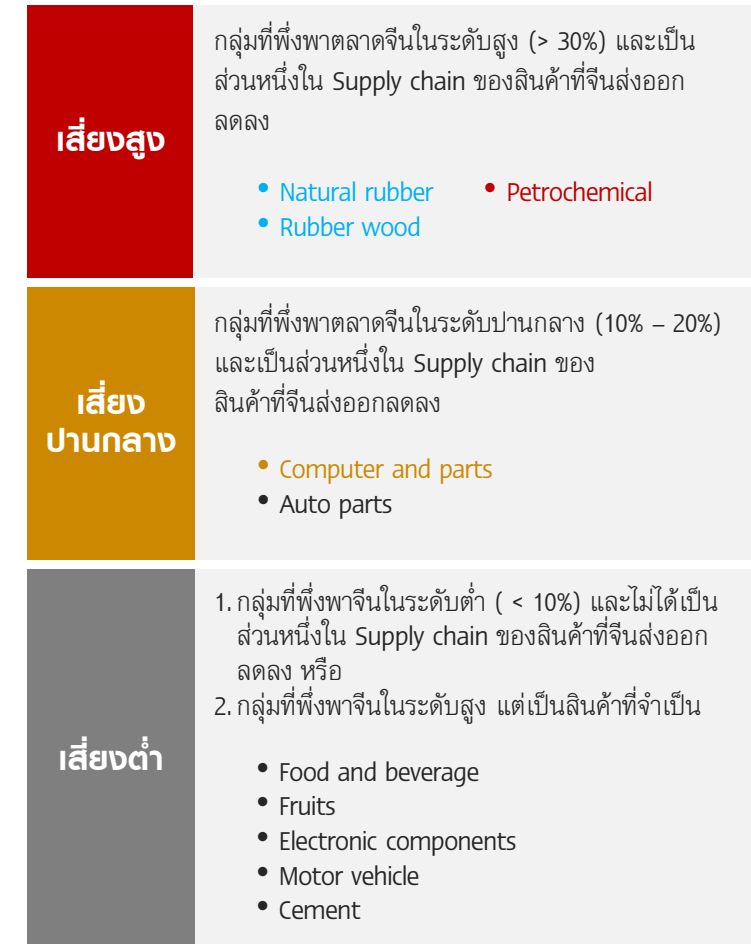 เสี่ยงสูง
กลุ่มที่พึ่งพาตลาดจีนในระดับสูง (> 30%) และเป็น
ส่วนหนึ่งใน Supply chain ของสินค้าที่จีนส่งออก
ลดลง
• Natural rubber • Petrochemical
• Rubber wood
เสี่ยง
ปานกลาง
กลุ่มที่พึ่งพาตลาดจีนในระดับปานกลาง (10% – 20%)
และเป็นส่วนหนึ่งใน Supply chain ของ
สินค้าที่จีนส่งออกลดลง
• Computer and parts
• Auto parts
เสี่ยงต่ำ
1. กลุ่มที่พึ่งพาจีนในระดับต่ำ ( < 10%) และไม่ได้เป็น
ส่วนหนึ่งใน Supply chain ของสินค้าที่จีนส่งออก
ลดลง หรือ
2. กลุ่มที่พึ่งพาจีนในระดับสูง แต่เป็นสินค้าที่จำเป็น
• Food and beverage
• Fruits
• Electronic components
• Motor vehicle
• Cement